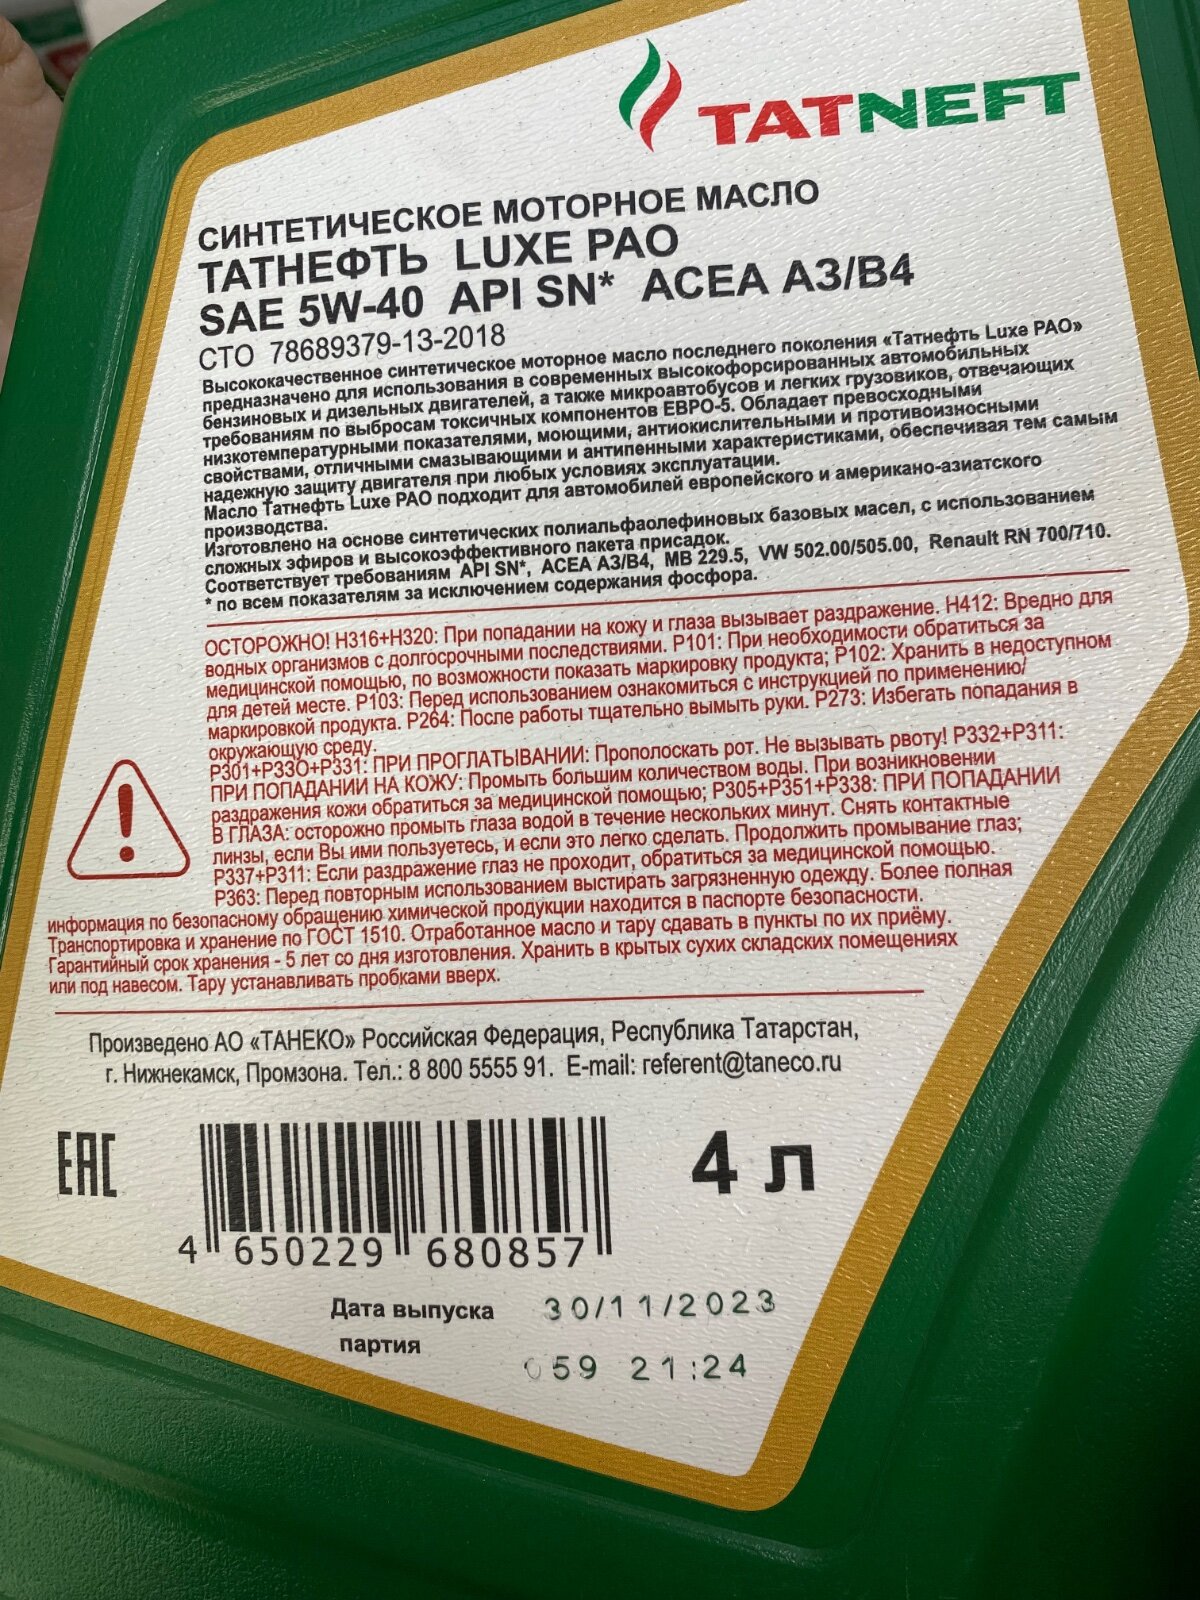 TATNEFT
СИНТЕТИЧЕСКОЕ МОТОРНОЕ МАСЛО
ТАТНЕФТЬ LUXE PAO
SAE 5W-40 API SN* ACEA A3/B4
СТО 78689379-13-2018
Высококачественное синтетическое моторное масло последнего поколения «Татнефть Luxe PAO»
предназначено для использования в современных высокофорсированных автомобильных
бензиновых и дизельных двигателей, а также микроавтобусов и легких грузовиков, отвечающих
требованиям по выбросам токсичных компонентов ЕВРО-5. Обладает превосходными
низкотемпературными показателями, моющими, антиокислительными и противоизносными
свойствами, отличными смазывающими и антипенными характеристиками, обеспечивая тем самым
надежную защиту двигателя при любых условиях эксплуатации.
Масло Татнефть Luxe PAO подходит для автомобилей европейского и американо-азиатского
производства.
Изготовлено на основе синтетических полиальфаолефиновых базовых масел, с использованием
сложных эфиров и высокоэффективного пакета присадок.
Соответствует требованиям API SN*, ACEA A3/B4, MB 229.5, VW 502.00/505.00, Renault RN 700/710.
* по всем показателям за исключением содержания фосфора.
ОСТОРОЖНО! H316+H320: При попадании на кожу и глаза вызывает раздражение. H412: Вредно для
водных организмов с долгосрочными последствиями. P101: При необходимости обратиться за
медицинской помощью, по возможности показать маркировку продукта; P102: Хранить в недоступном
для детей месте. P103: Перед использованием ознакомиться с инструкцией по применению/
маркировкой продукта. P264: После работы тщательно вымыть руки. P273: Избегать попадания в
окружающую среду.
P301+P33O+P331: ПРИ ПРОГЛАТЫВАНИИ: Прополоскать рот. Не вызывать рвоту! P332+P311:
ПРИ ПОПАДАНИИ НА КОЖУ: Промыть большим количеством воды. При возникновении
раздражения кожи обратиться за медицинской помощью; P305+P351+P338: ПРИ ПОПАДАНИИ
В ГЛАЗА: осторожно промыть глаза водой в течение нескольких минут. Снять контактные
линзы, если Вы ими пользуетесь, и если это легко сделать. Продолжить промывание глаз;
P337+P311: Если раздражение глаз не проходит, обратиться за медицинской помощью.
P363: Перед повторным использованием выстирать загрязненную одежду. Более полная
информация по безопасному обращению химической продукции находится в паспорте безопасности.
Транспортировка и хранение по ГОСТ 1510. Отработанное масло и тару сдавать в пункты по их приёму.
Гарантийный срок хранения - 5 лет со дня изготовления. Хранить в крытых сухих складских помещениях
или под навесом. Тару устанавливать пробками вверх.
Произведено АО «ТАНЕКО» Российская Федерация, Республика Татарстан,
г. Нижнекамск, Промзона. Тел.: 8 800 5555 91. E-mail: referent@taneco.ru
EAC
4 л
4 650229 680857
Дата выпуска 30/11/2023
партия
059 21:24